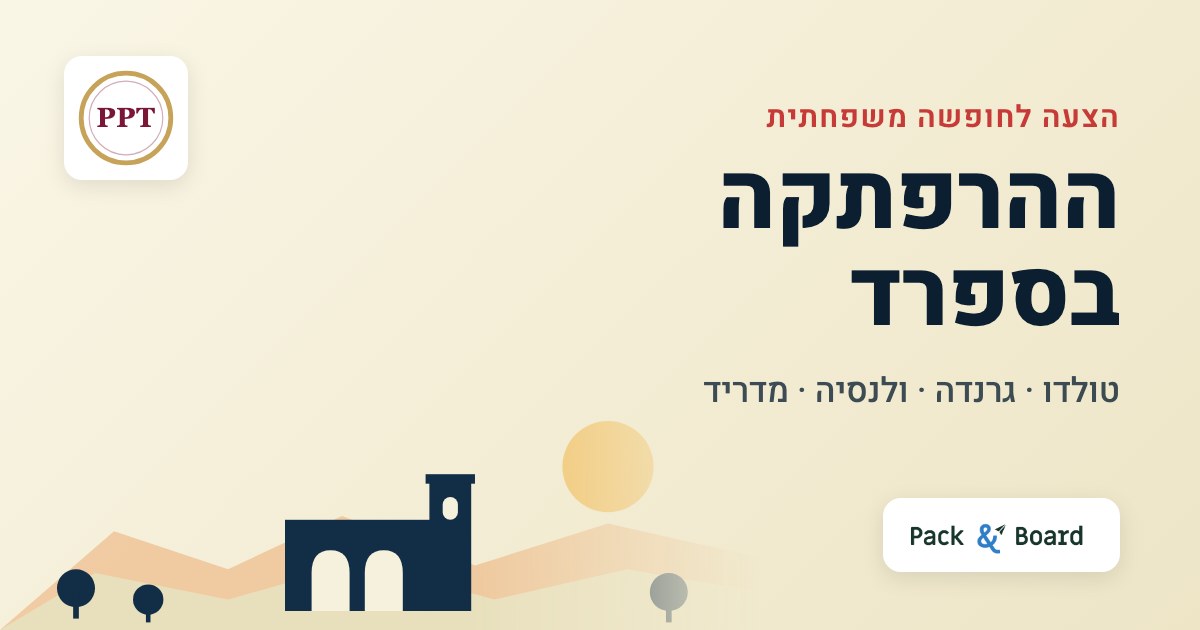 PPT
הצעה לחופשה משפחתית
ההרפתקה
בספרד
טולדו · גרנדה · ולנסיה · מדריד
Pack & Board